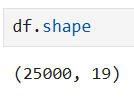 df.shape
(25000, 19)